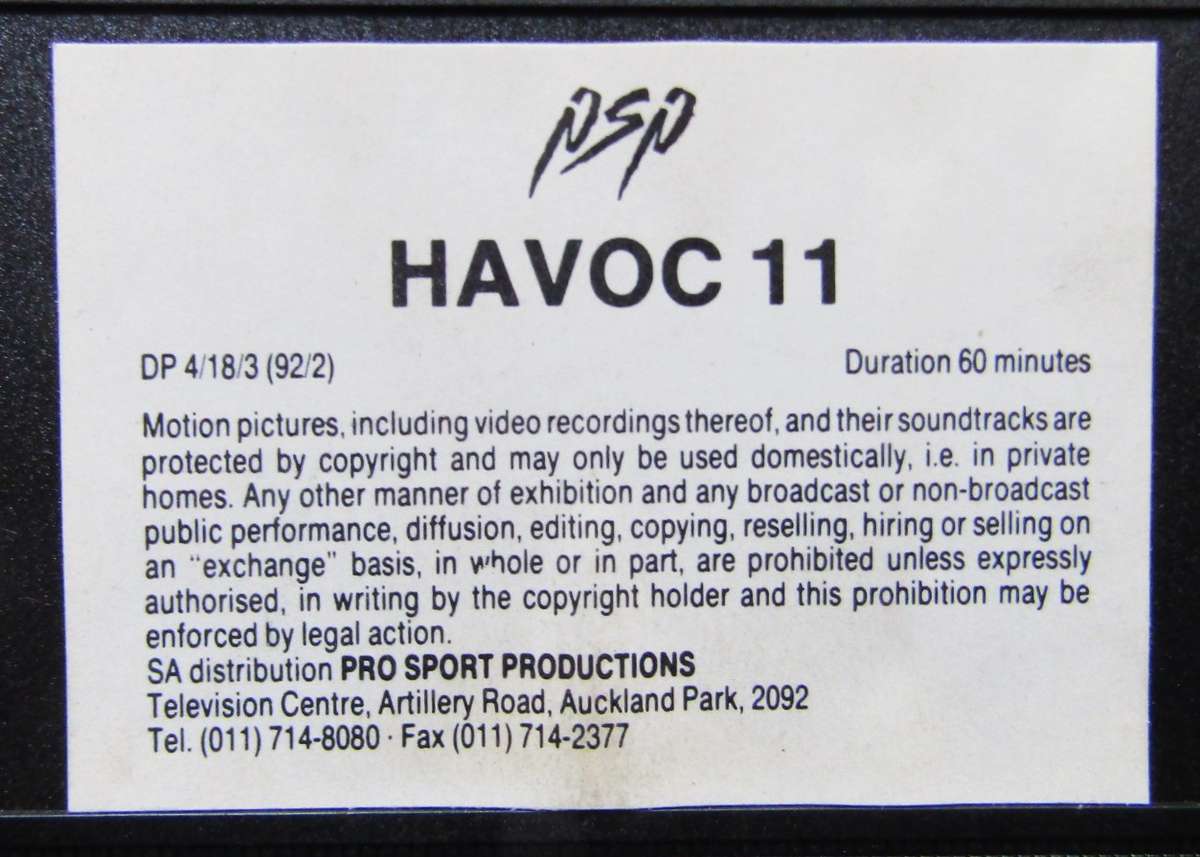 psp
HAVOC 11
DP 4/18/3 (92/2) Duration 60 minutes
Motion pictures, including video recordings thereof, and their soundtracks are
protected by copyright and may only be used domestically, i.e. in private
homes. Any other manner of exhibition and any broadcast or non-broadcast
public performance, diffusion, editing, copying, reselling, hiring or selling on
an "exchange" basis, in whole or in part, are prohibited unless expressly
authorised, in writing by the copyright holder and this prohibition may be
enforced by legal action.
SA distribution PRO SPORT PRODUCTIONS
Television Centre, Artillery Road, Auckland Park, 2092
Tel. (011) 714-8080 · Fax (011) 714-2377